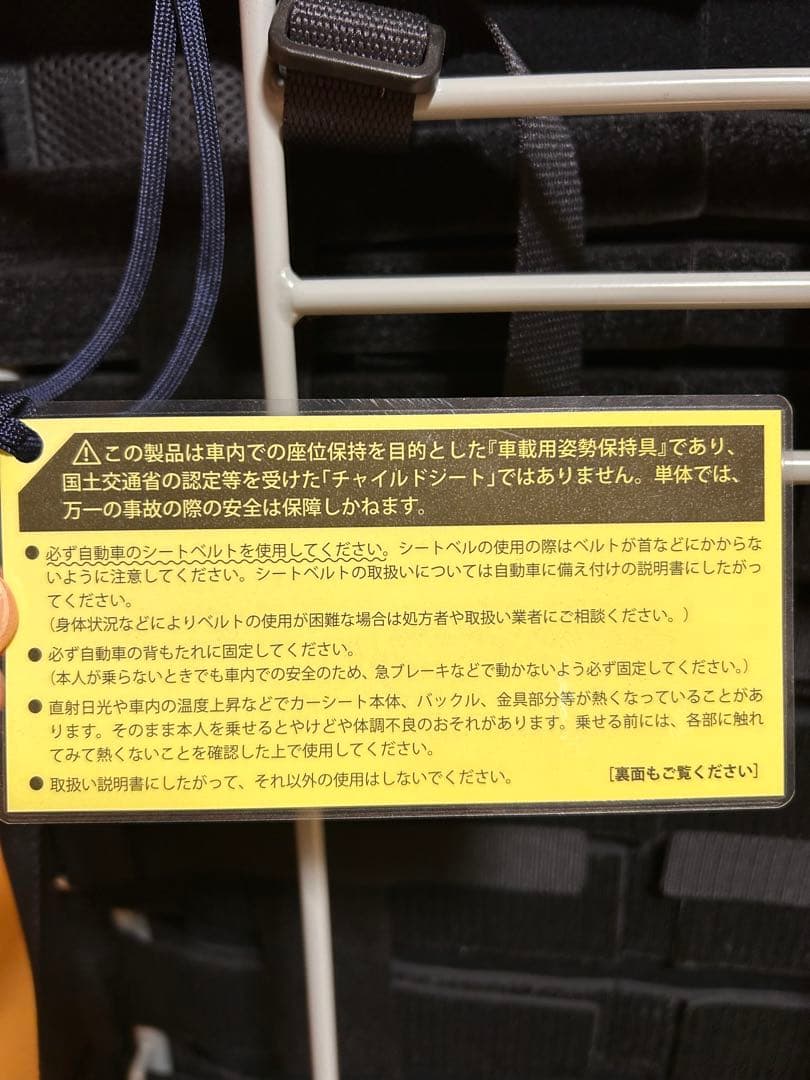 ⚠この製品は車内での座位保持を目的とした『車載用姿勢保持具』であり、
国土交通省の認定等を受けた「チャイルドシート」ではありません。単体では、
万一の事故の際の安全は保障しかねます。
●必ず自動車のシートベルトを使用してください。シートベルの使用の際はベルトが首などにかからな
いように注意してください。シートベルトの取扱いについては自動車に備え付けの説明書にしたがっ
てください。
（身体状況などによりベルトの使用が困難な場合は処方者や取扱い業者にご相談ください。）
●必ず自動車の背もたれに固定してください。
（本人が乗らないときでも車内での安全のため、急ブレーキなどで動かないよう必ず固定してください。）
●直射日光や車内の温度上昇などでカーシート本体、バックル、金具部分等が熱くなっていることがあ
ります。そのまま本人を乗せるとやけどや体調不良のおそれがあります。乗せる前には、各部に触れ
てみて熱くないことを確認した上で使用してください。
●取扱い説明書にしたがって、それ以外の使用はしないでください。 ［裏面もご覧ください］